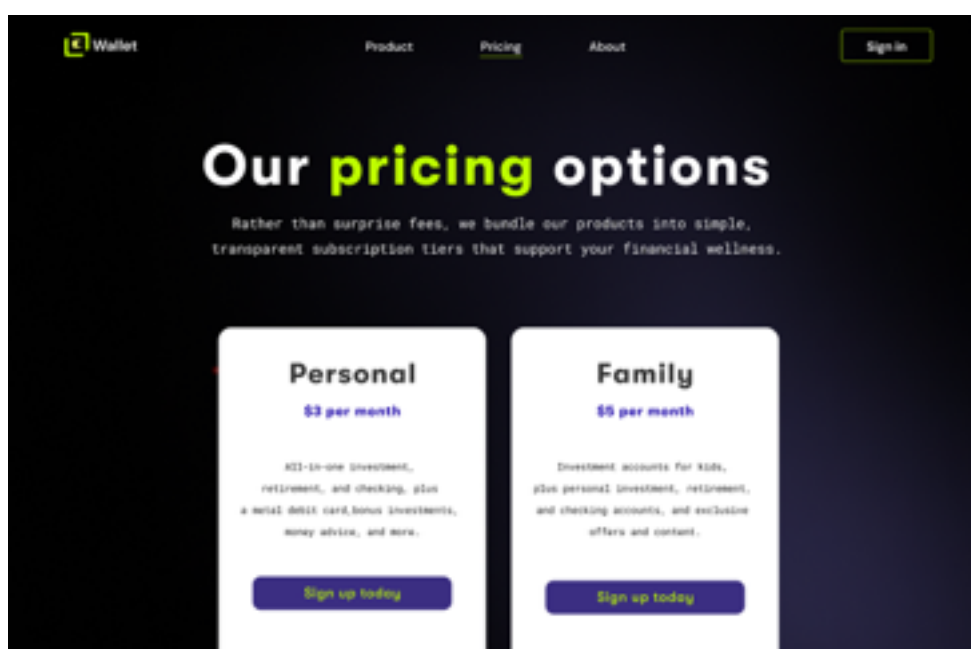 Wallet
Product
Pricing
About
Sign in
Our pricing options
Rather than surprise fees, we bundle our products into simple,
transparent subscription tiers that support your financial wellness.
Personal
$3 per month
All-in-one investment,
retirement, and checking, plus
a metal debit card,bonus investments,
money advice, and more.
Sign up today
Family
$5 per month
Investment accounts for kids,
plus personal investment, retirement,
and checking accounts, and exclusive
offers and content.
Sign up today